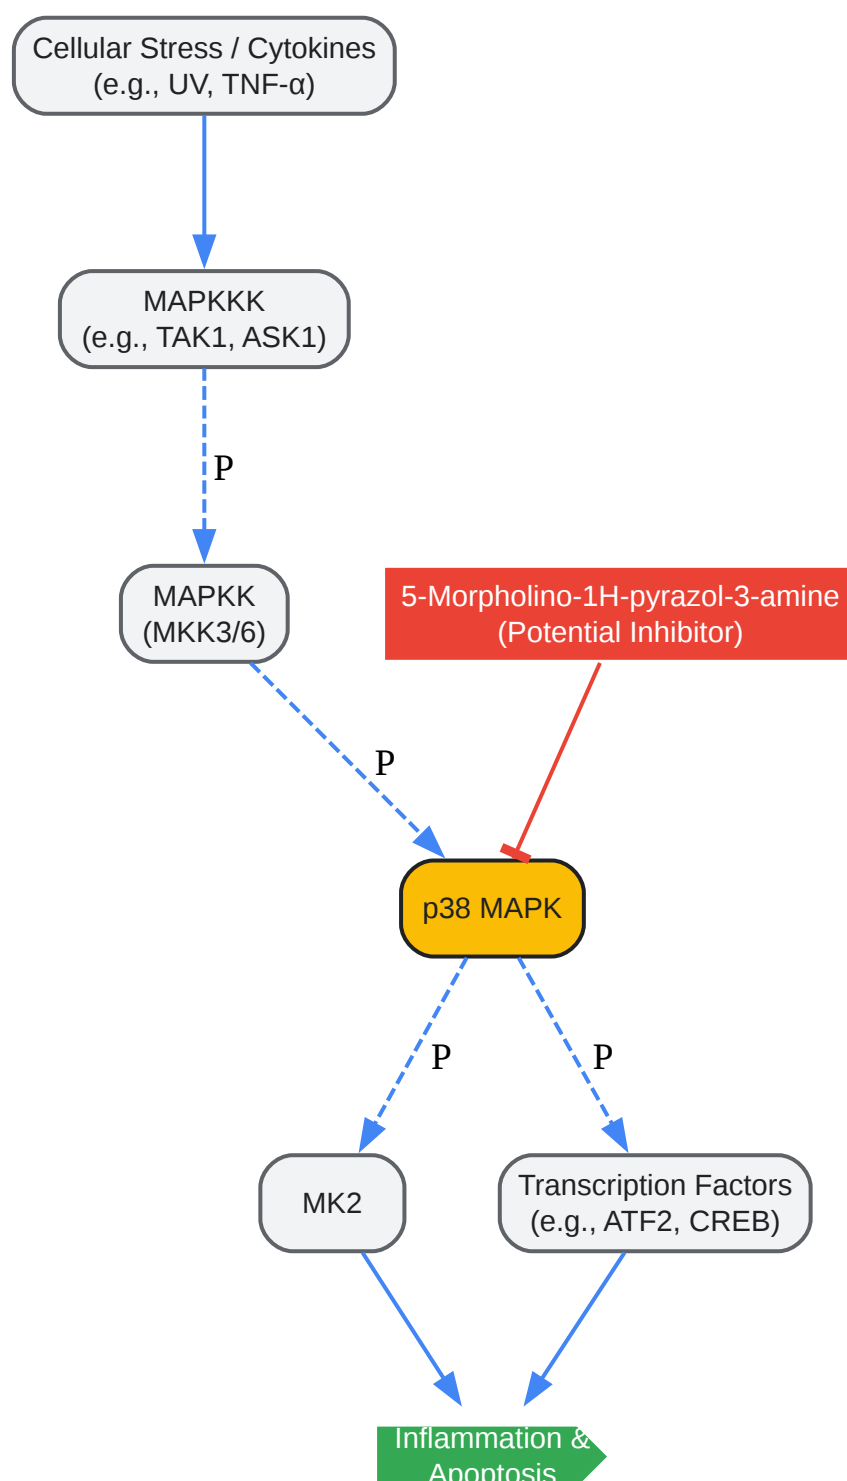 Cellular Stress / Cytokines
(e.g., UV, TNF-α)
MAPKKK
(e.g., TAK1, ASK1)
P
MAPKK
(MKK3/6)
5-Morpholino-1H-pyrazol-3-amine
(Potential Inhibitor)
P
p38 MAPK
P
P
MK2
Transcription Factors
(e.g., ATF2, CREB)
Inflammation &
Apoptosis